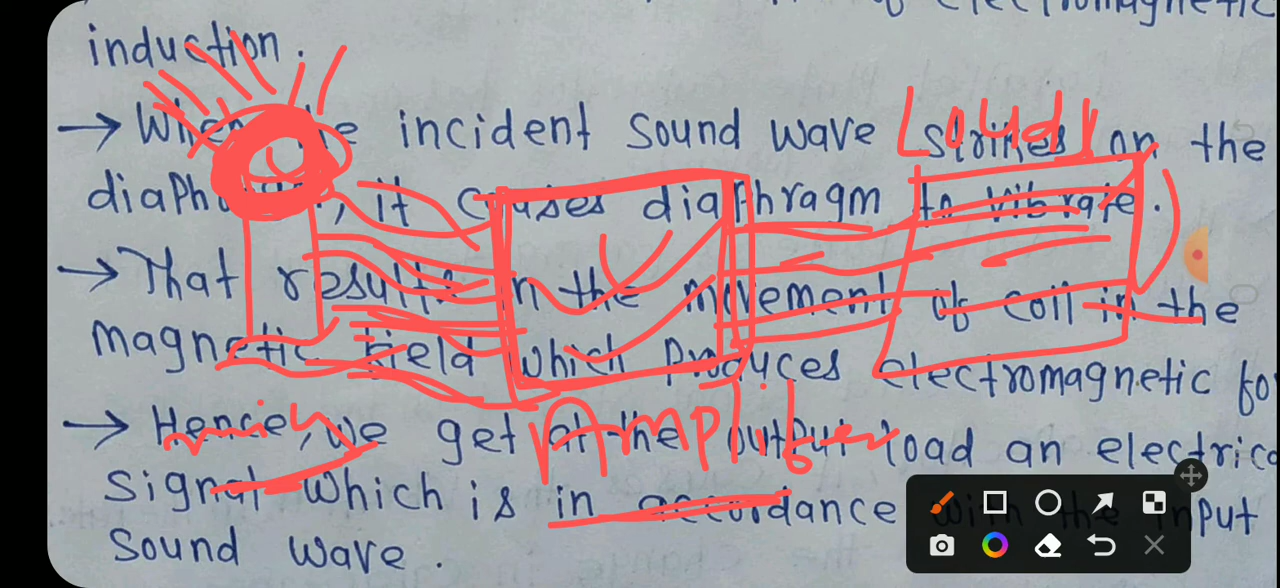 of electromagnetic
induction.
→ When the incident sound wave strikes on the
diaphragm, it causes diaphragm to vibrate.
→ That results in the movement of coil in the
magnetic field which produces electromagnetic
→ Hence, we get at the output load an
signal which is in accordance with the input
sound wave.
Loud
Amplifier